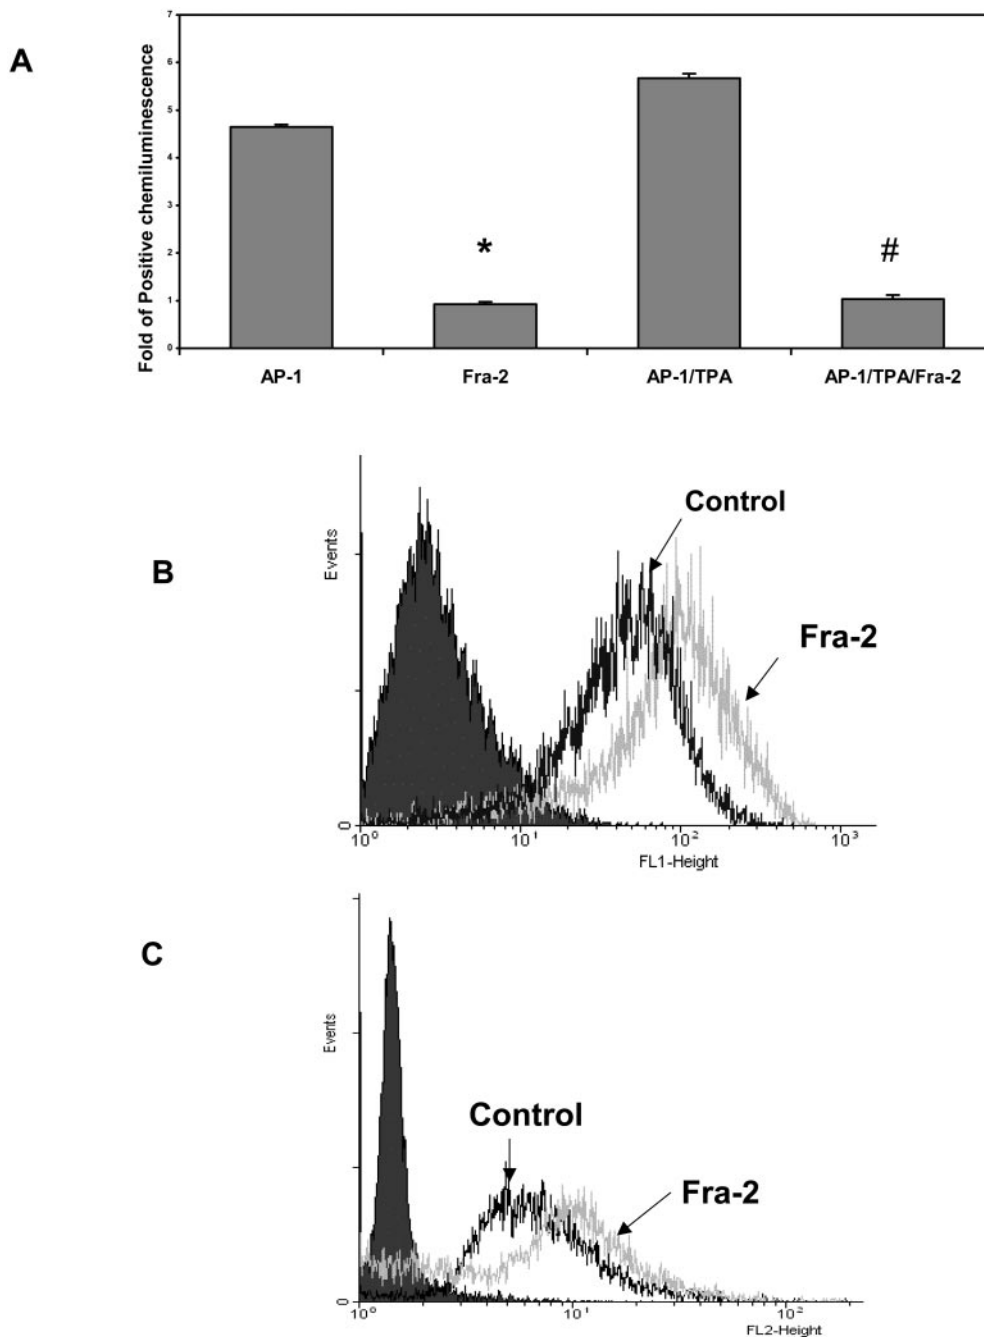 A
Fold of Positive chemiluminescence
7
6
5
4
3
2
1
0
*
#
AP-1 Fra-2 AP-1/TPA AP-1/TPA/Fra-2
B
Events
Control
Fra-2
0
10⁰ 10¹ 10² 10³
FL1-Height
C
Events
Control
Fra-2
0
10⁰ 10¹ 10²
FL2-Height